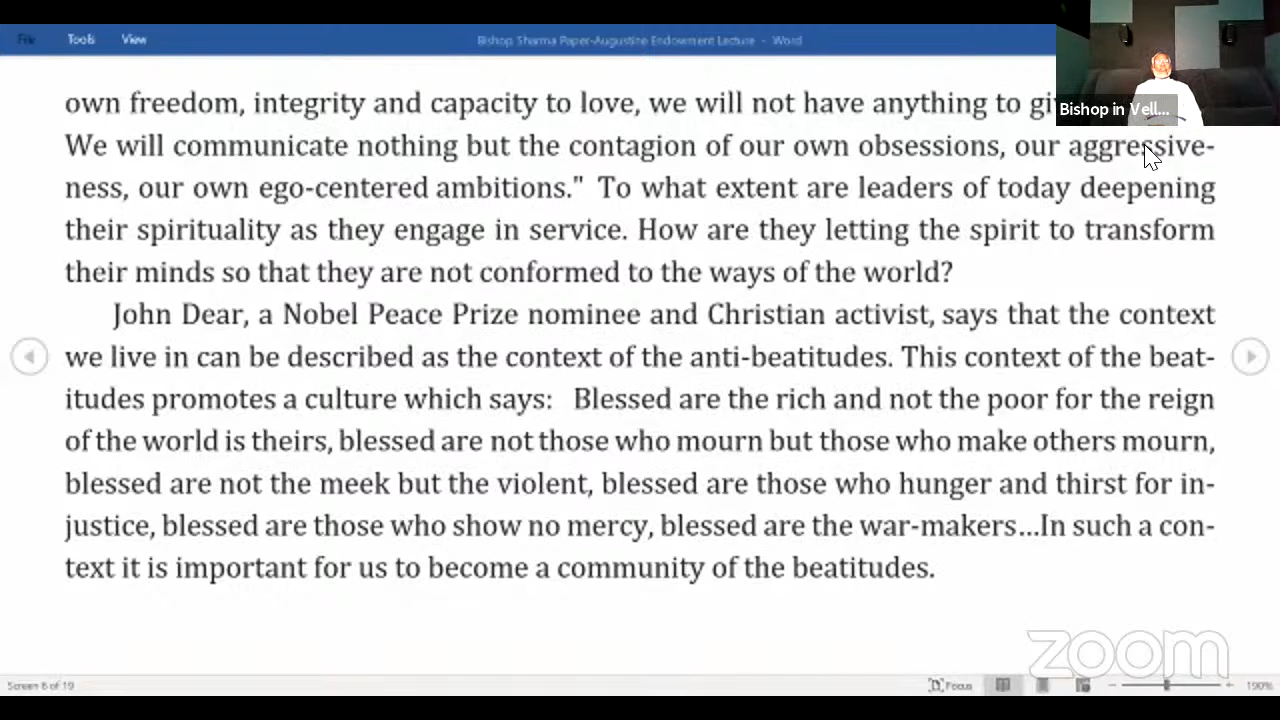 File Tools View Bishop Sharma Paper-Augustine Endowment Lecture - Word
Bishop in Vell...
own freedom, integrity and capacity to love, we will not have anything to
We will communicate nothing but the contagion of our own obsessions, our aggressive-
ness, our own ego-centered ambitions." To what extent are leaders of today deepening
their spirituality as they engage in service. How are they letting the spirit to transform
their minds so that they are not conformed to the ways of the world?
John Dear, a Nobel Peace Prize nominee and Christian activist, says that the context
we live in can be described as the context of the anti-beatitudes. This context of the beat-
itudes promotes a culture which says: Blessed are the rich and not the poor for the reign
of the world is theirs, blessed are not those who mourn but those who make others mourn,
blessed are not the meek but the violent, blessed are those who hunger and thirst for in-
justice, blessed are those who show no mercy, blessed are the war-makers...In such a con-
text it is important for us to become a community of the beatitudes.
zoom
Screen 6 of 19 Focus 190%